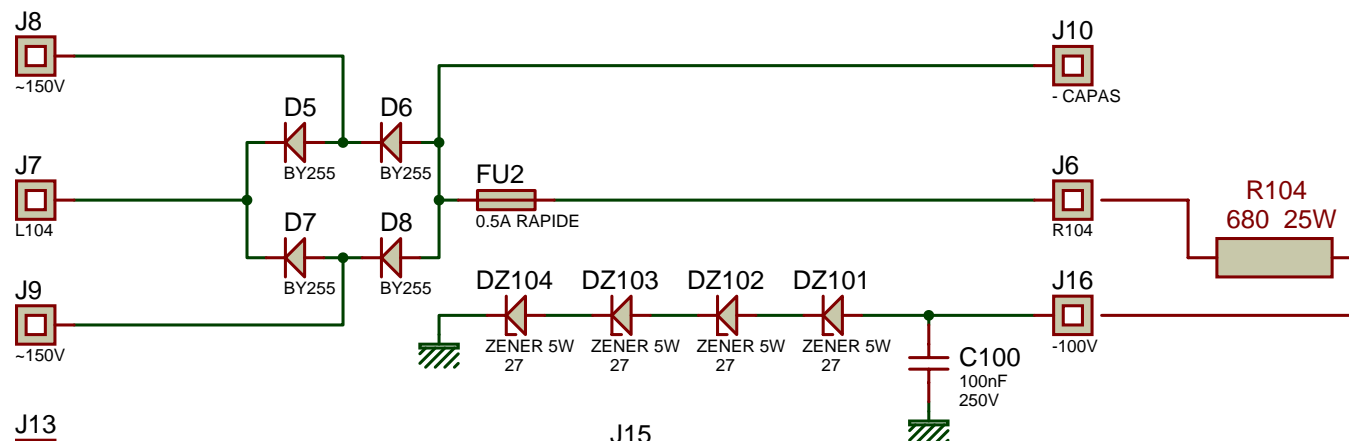 J8
~150V
J10
- CAPAS
D5
BY255
D6
BY255
J7
L104
FU2
0.5A RAPIDE
J6
R104
R104
680 25W
D7
BY255
D8
BY255
J9
~150V
DZ104
ZENER 5W
27
DZ103
ZENER 5W
27
DZ102
ZENER 5W
27
DZ101
ZENER 5W
27
J16
-100V
C100
100nF
250V
J13
J15